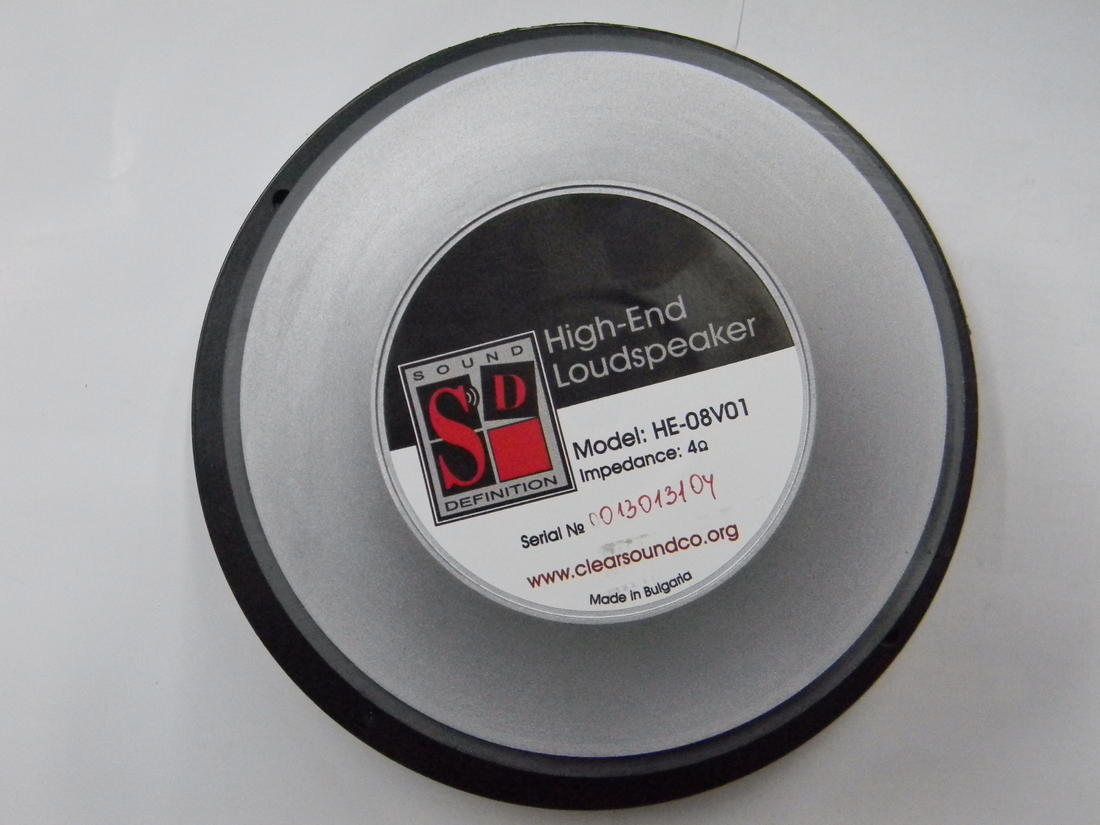 High-End
Loudspeaker
SOUND
SD
DEFINITION
Model: HE-08V01
Impedance: 4Ω
Serial № 0013013104
www.clearsoundco.org
Made in Bulgaria